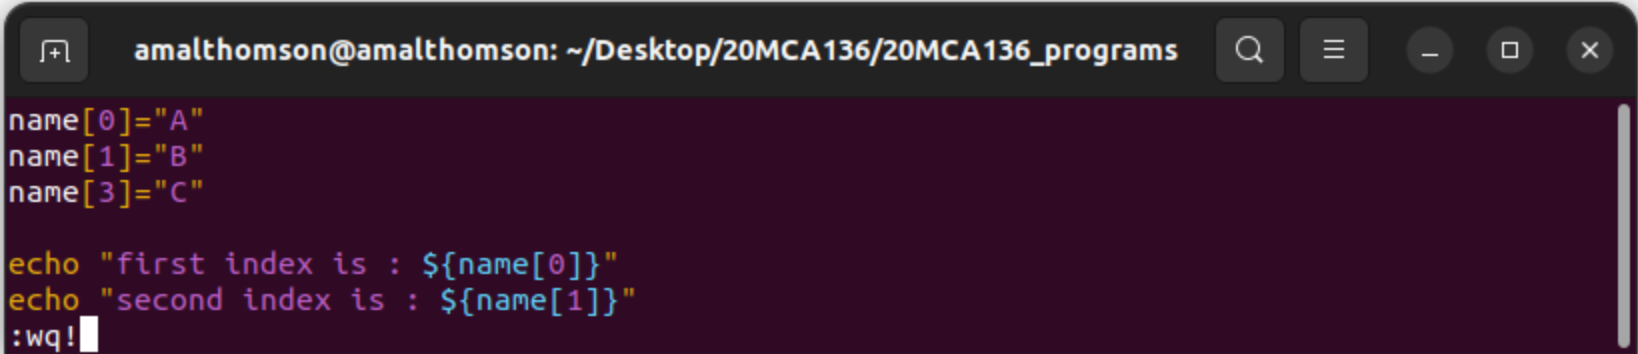 amalthomson@amalthomson: ~/Desktop/20MCA136/20MCA136_programs
name[0]="A"
name[1]="B"
name[3]="C"
echo "first index is : ${name[0]}"
echo "second index is : ${name[1]}"
:wq!